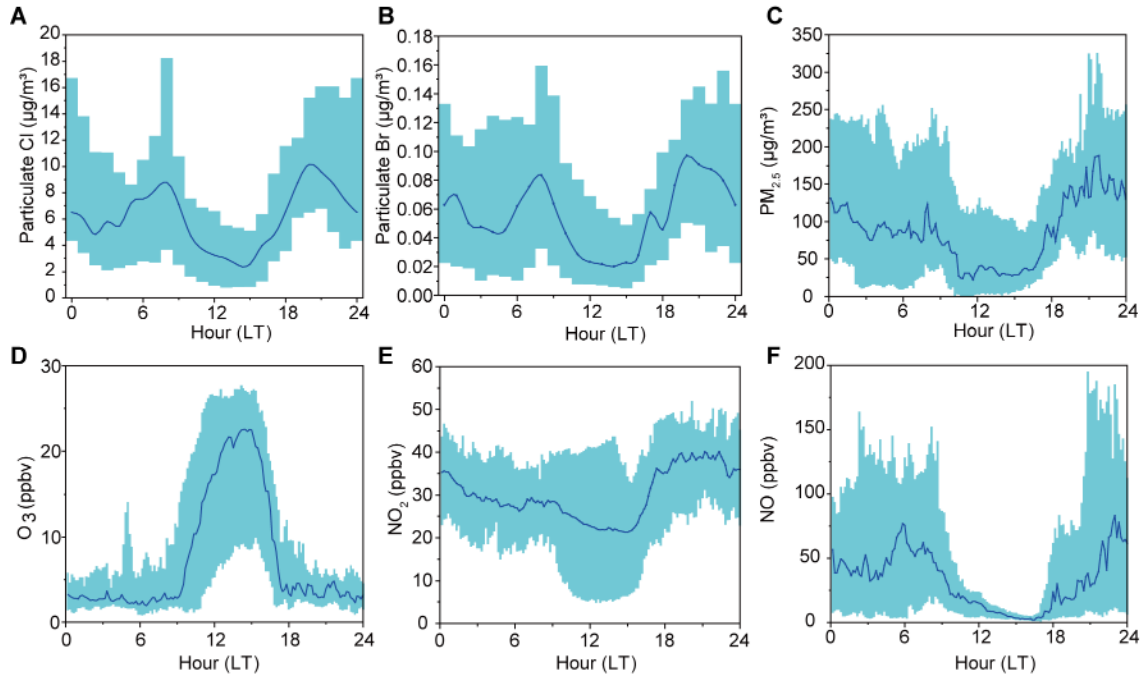 A
Particulate Cl (μg/m³)
20
18
16
14
12
10
8
6
4
2
0
0 6 12 18 24
Hour (LT)
B
Particulate Br (μg/m³)
0.18
0.16
0.14
0.12
0.10
0.08
0.06
0.04
0.02
0.00
0 6 12 18 24
Hour (LT)
C
PM2.5 (μg/m³)
350
300
250
200
150
100
50
0
0 6 12 18 24
Hour (LT)
D
O3 (ppbv)
30
20
10
0
0 6 12 18 24
Hour (LT)
E
NO2 (ppbv)
60
50
40
30
20
10
0
0 6 12 18 24
Hour (LT)
F
NO (ppbv)
200
150
100
50
0
0 6 12 18 24
Hour (LT)